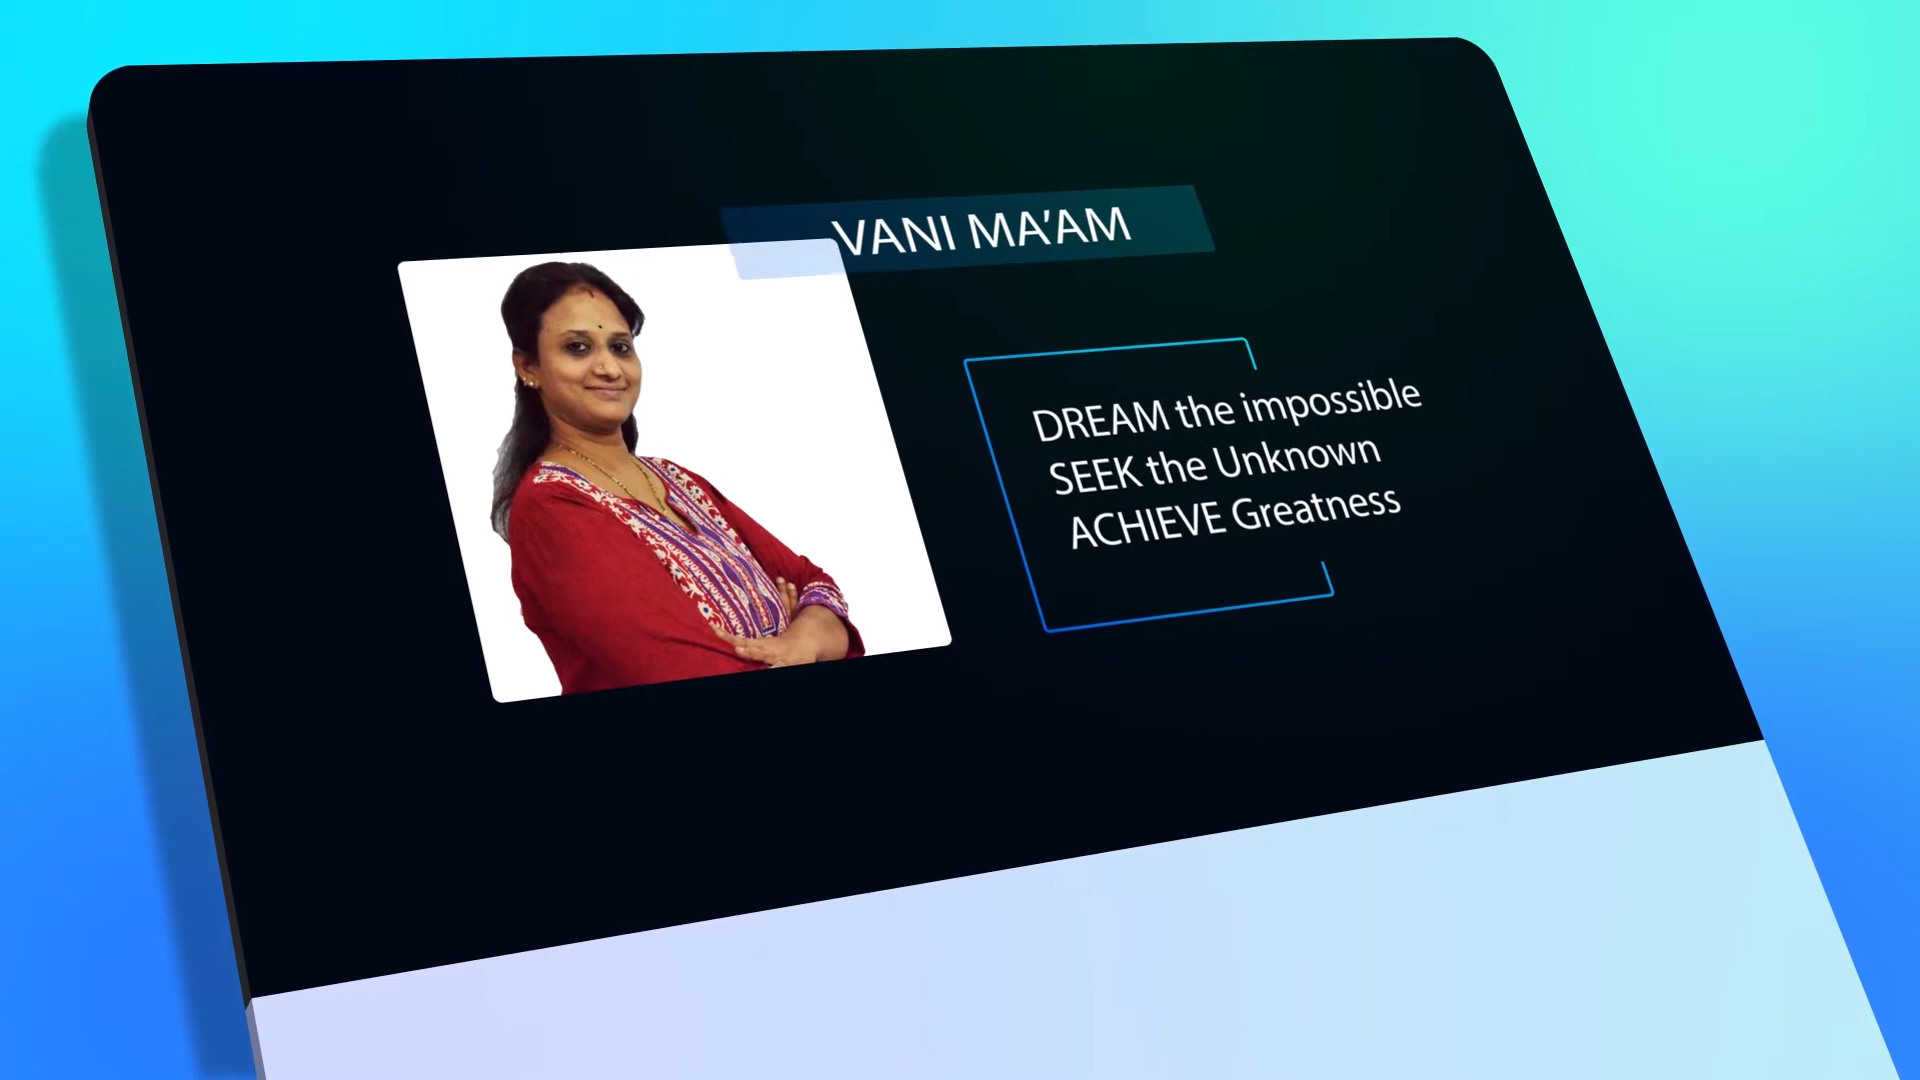 VANI MA'AM
DREAM the impossible
SEEK the Unknown
ACHIEVE Greatness